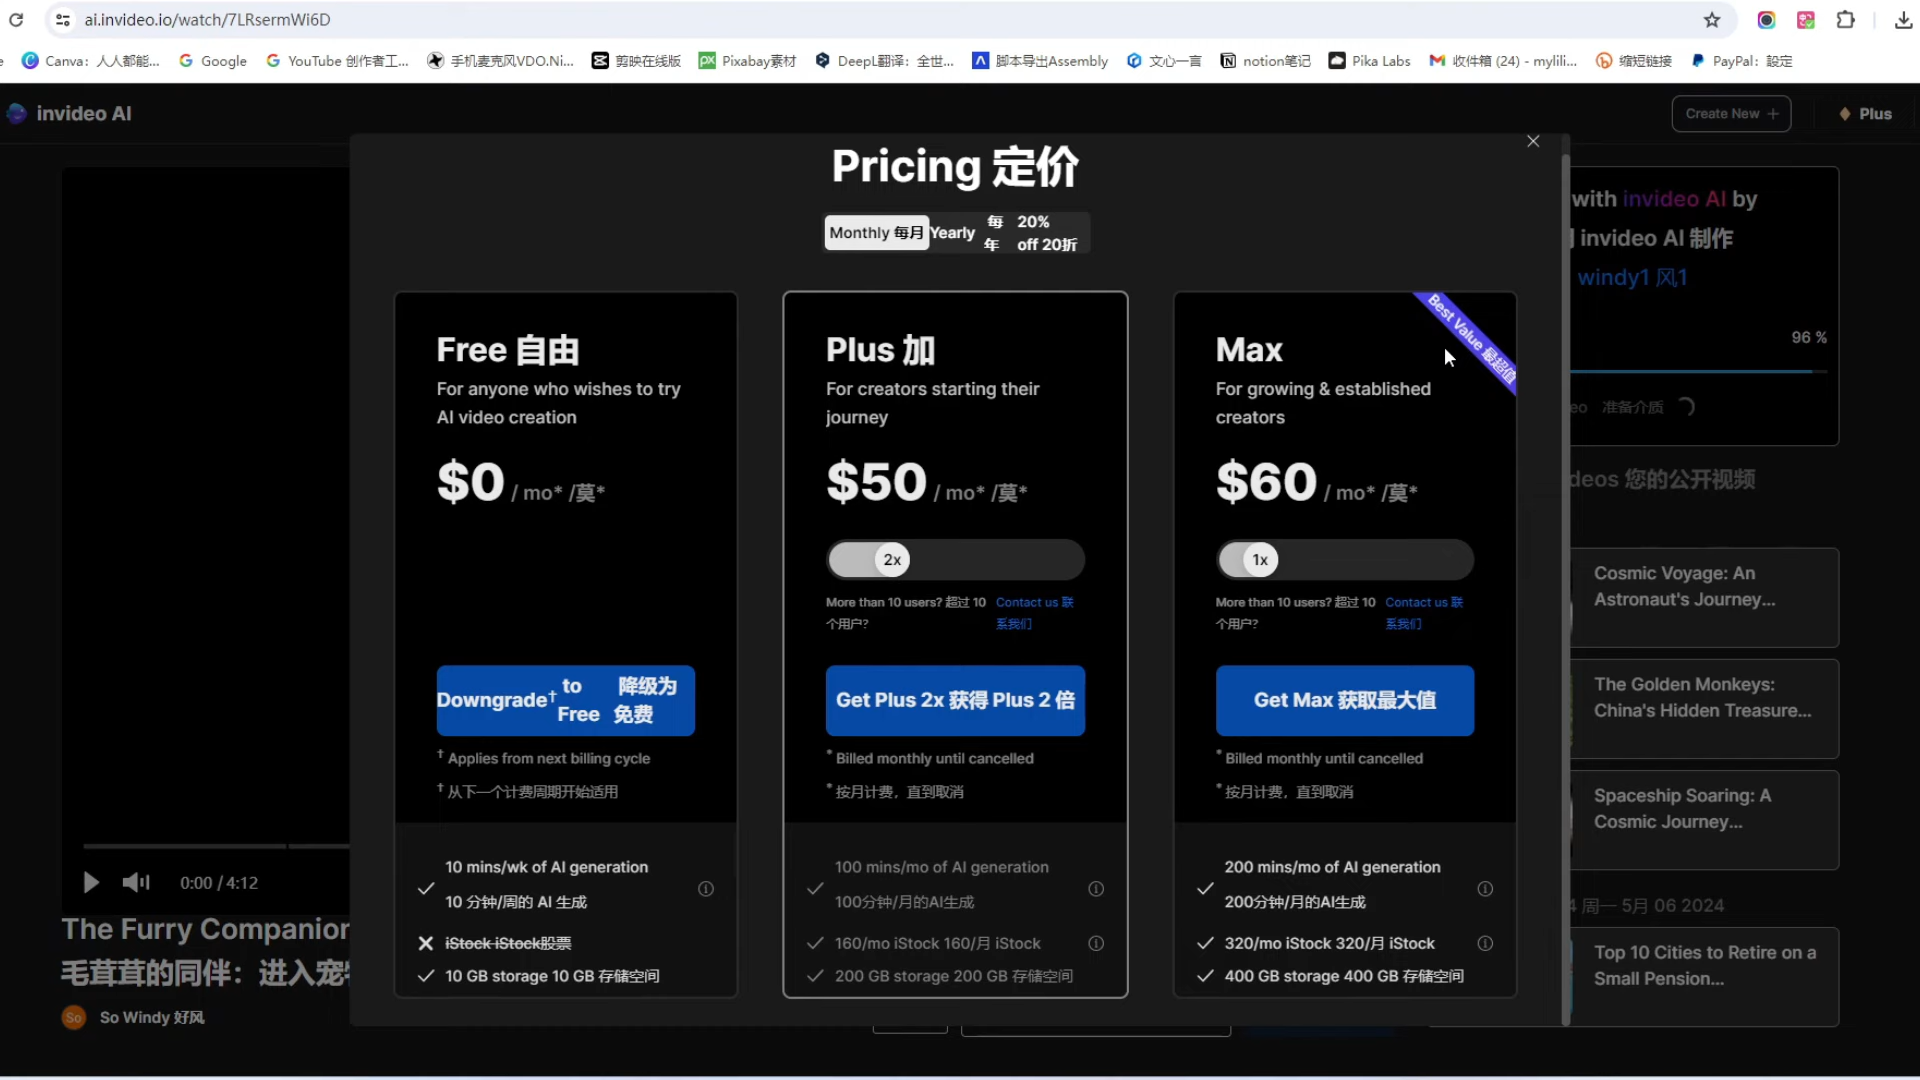 ai.invideo.io/watch/7LRsermWi6D
Canva：人人都能...
Google
YouTube 创作者工...
手机麦克风VDO.Ni...
剪映在线版
Pixabay素材
DeepL翻译：全世...
脚本导出Assembly
文心一言
notion笔记
Pika Labs
收件箱 (24) - mylili...
缩短链接
PayPal：設定
invideo AI
Create New +
Plus
Pricing 定价
Monthly 每月
Yearly 每年
20% off 20折
Free 自由
For anyone who wishes to try
AI video creation
$0 / mo* /莫*
Downgrade† to Free 降级为免费
† Applies from next billing cycle
† 从下一个计费周期开始适用
10 mins/wk of AI generation
10 分钟/周的 AI 生成
iStock iStock股票
10 GB storage 10 GB 存储空间
Plus 加
For creators starting their
journey
$50 / mo* /莫*
2x
More than 10 users? 超过 10 个用户?
Contact us 联系我们
Get Plus 2x 获得 Plus 2 倍
* Billed monthly until cancelled
* 按月计费，直到取消
100 mins/mo of AI generation
100分钟/月的AI生成
160/mo iStock 160/月 iStock
200 GB storage 200 GB 存储空间
Best Value 最超值
Max
For growing & established
creators
$60 / mo* /莫*
1x
More than 10 users? 超过 10 个用户?
Contact us 联系我们
Get Max 获取最大值
* Billed monthly until cancelled
* 按月计费，直到取消
200 mins/mo of AI generation
200分钟/月的AI生成
320/mo iStock 320/月 iStock
400 GB storage 400 GB 存储空间
with invideo AI by
invideo AI 制作
windy1 风1
96 %
eo 准备介质
deos 您的公开视频
Cosmic Voyage: An
Astronaut's Journey...
The Golden Monkeys:
China's Hidden Treasure...
Spaceship Soaring: A
Cosmic Journey...
4 周一 5月 06 2024
Top 10 Cities to Retire on a
Small Pension...
0:00 / 4:12
The Furry Companion
毛茸茸的同伴：进入宠
So
So Windy 好风